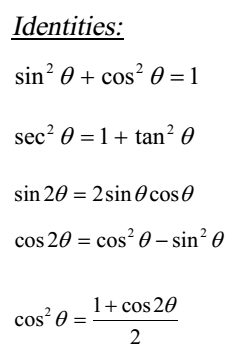 Identities:
sin² θ + cos² θ = 1
sec² θ = 1 + tan² θ
sin 2θ = 2 sin θ cos θ
cos 2θ = cos² θ − sin² θ
cos² θ = (1 + cos 2θ)/2